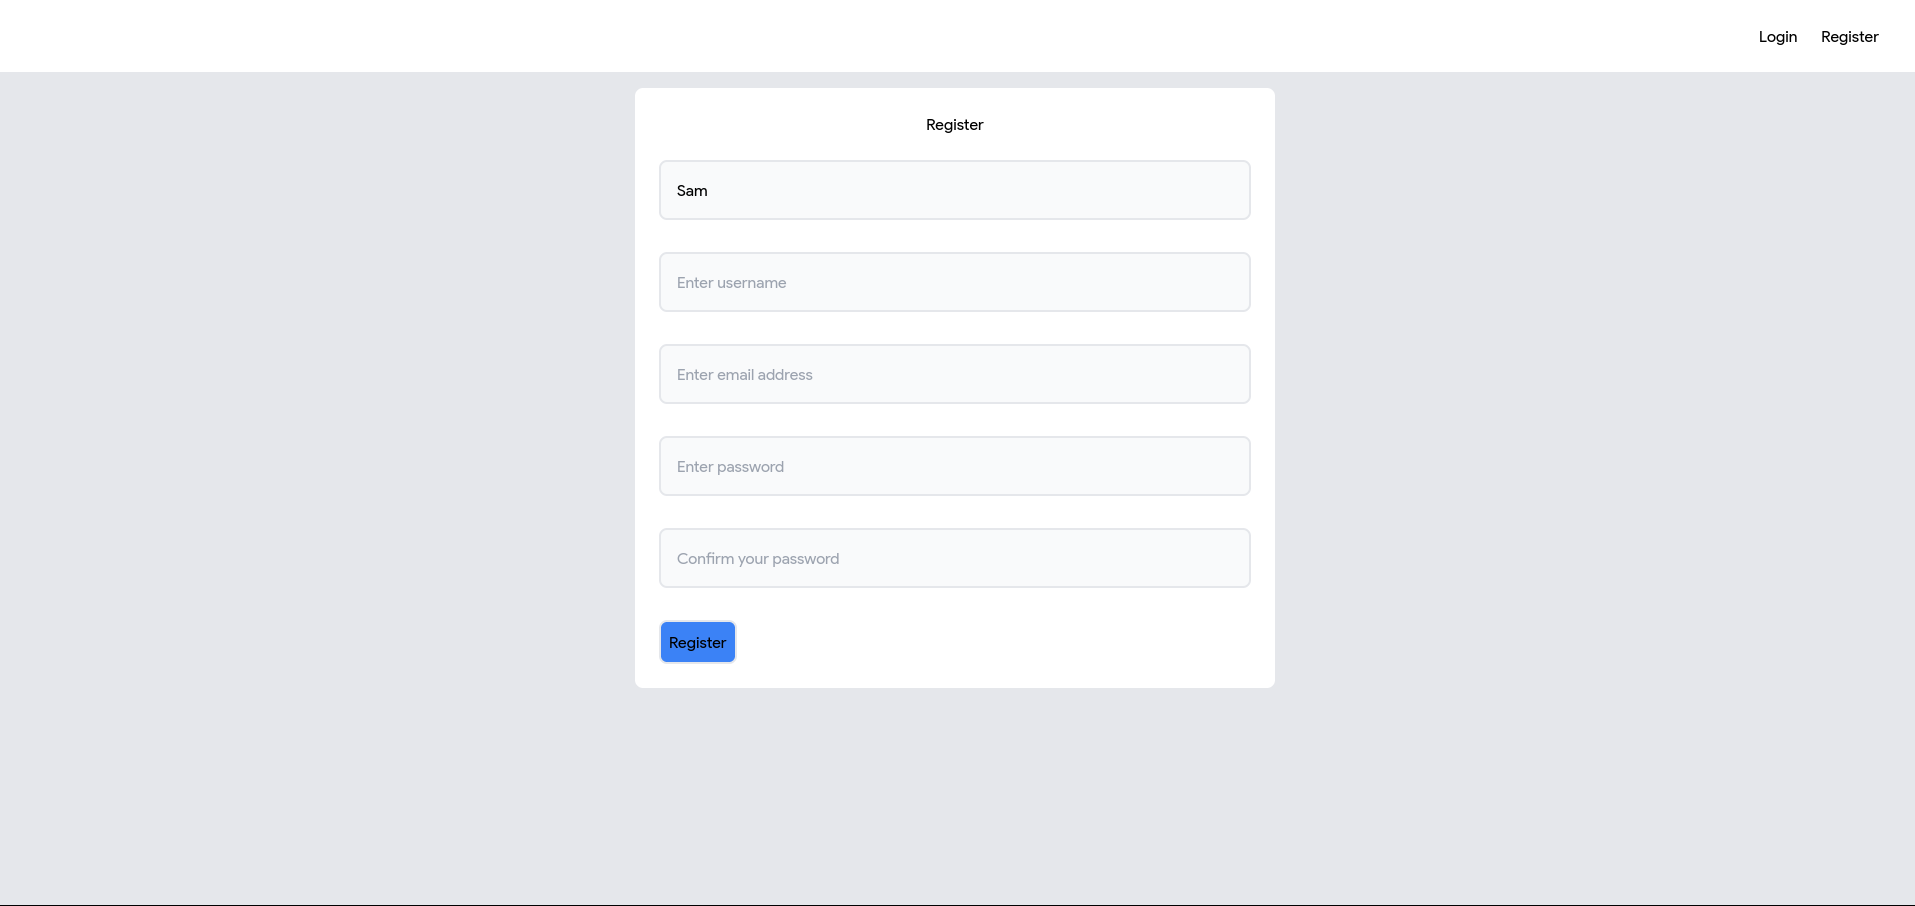 Login Register
Register
Sam
Enter username
Enter email address
Enter password
Confirm your password
Register